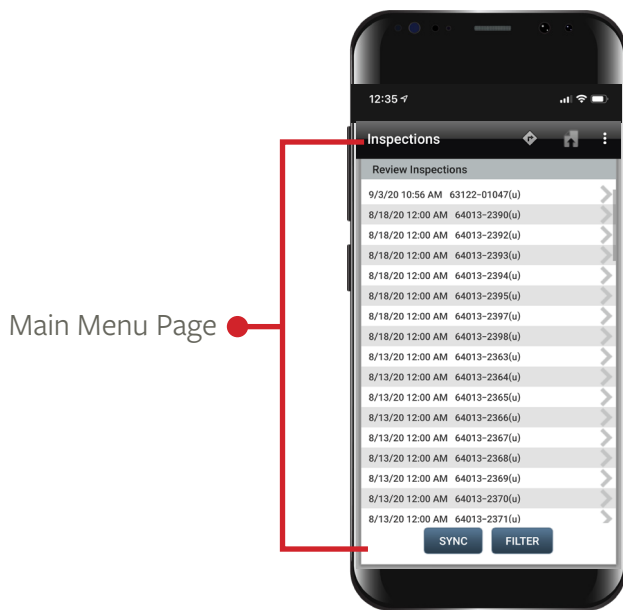 12:35
Inspections
Review Inspections
9/3/20 10:56 AM 63122-01047(u)
8/18/20 12:00 AM 64013-2390(u)
8/18/20 12:00 AM 64013-2392(u)
8/18/20 12:00 AM 64013-2393(u)
8/18/20 12:00 AM 64013-2394(u)
8/18/20 12:00 AM 64013-2395(u)
8/18/20 12:00 AM 64013-2397(u)
Main Menu Page
8/18/20 12:00 AM 64013-2398(u)
8/13/20 12:00 AM 64013-2363(u)
8/13/20 12:00 AM 64013-2364(u)
8/13/20 12:00 AM 64013-2365(u)
8/13/20 12:00 AM 64013-2366(u)
8/13/20 12:00 AM 64013-2367(u)
8/13/20 12:00 AM 64013-2368(u)
8/13/20 12:00 AM 64013-2369(u)
8/13/20 12:00 AM 64013-2370(u)
8/13/20 12:00 AM 64013-2371(u)
SYNC FILTER